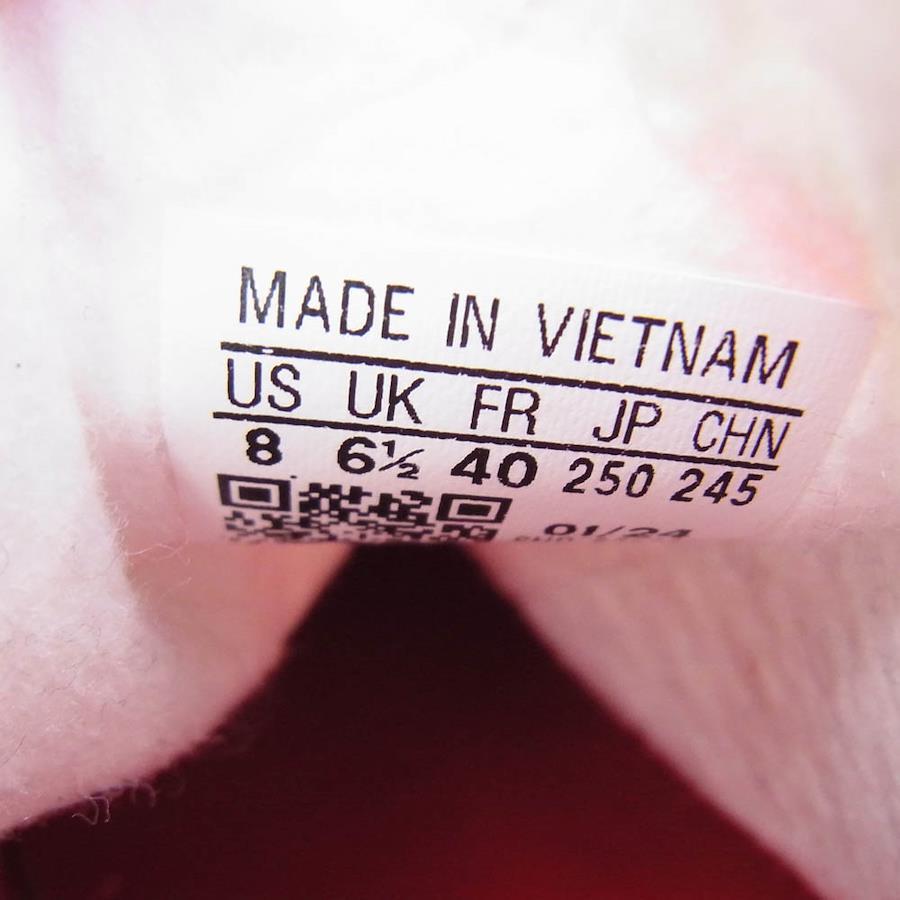 MADE IN VIETNAM
US UK FR JP CHN
8 6½ 40 250 245
01/24